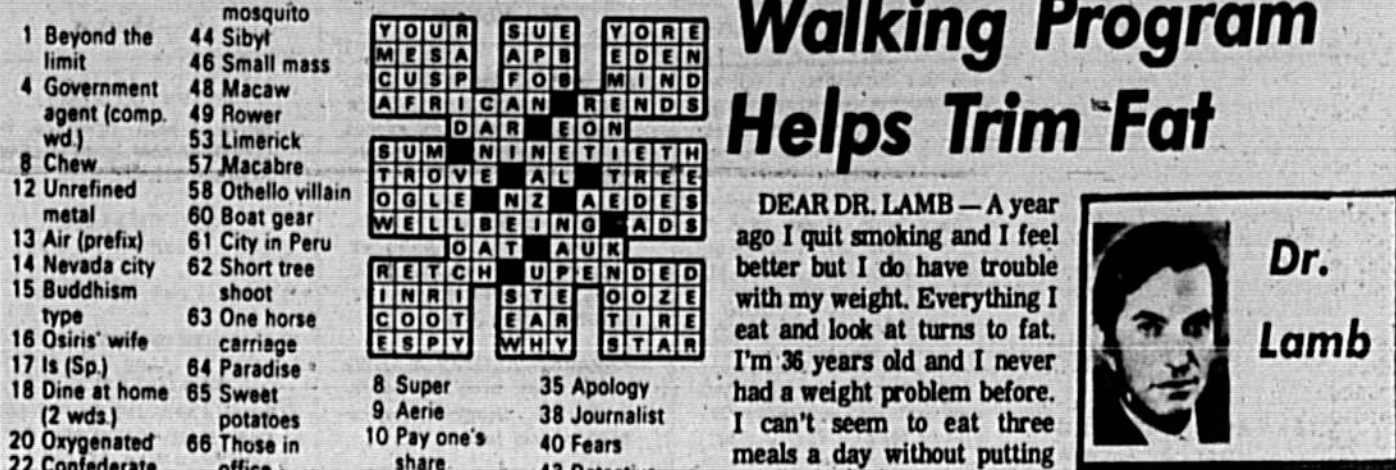 1 Beyond the
limit
4 Government
agent (comp.
wd.)
8 Chew
12 Unrefined
metal
13 Air (prefix)
14 Nevada city
15 Buddhism
type
16 Osiris' wife
17 Is (Sp.)
18 Dine at home
(2 wds.)
20 Oxygenated
22 Confederate
mosquito
44 Sibyl
46 Small mass
48 Macaw
49 Rower
53 Limerick
57 Macabre
58 Othello villain
60 Boat gear
61 City in Peru
62 Short tree
shoot
63 One horse
carriage
64 Paradise
65 Sweet
potatoes
66 Those in
office
YOUR SUE YORE
MESA APB EDEN
CUSP FOB MIND
AFRICAN RENDS
DAR EON
SUM NINETIETH
TROVE AL TREE
OGLE NZ AEDES
WELLBEING ADS
OAT AUK
RETCH UPENDED
INRI STE OOZE
COOT EAR TIRE
ESPY WHY STAR
8 Super
9 Aerie
10 Pay one's
share
35 Apology
38 Journalist
40 Fears
Walking Program
Helps Trim Fat
DEAR DR. LAMB — A year
ago I quit smoking and I feel
better but I do have trouble
with my weight. Everything I
eat and look at turns to fat.
I'm 36 years old and I never
had a weight problem before.
I can't seem to eat three
meals a day without putting
Dr.
Lamb